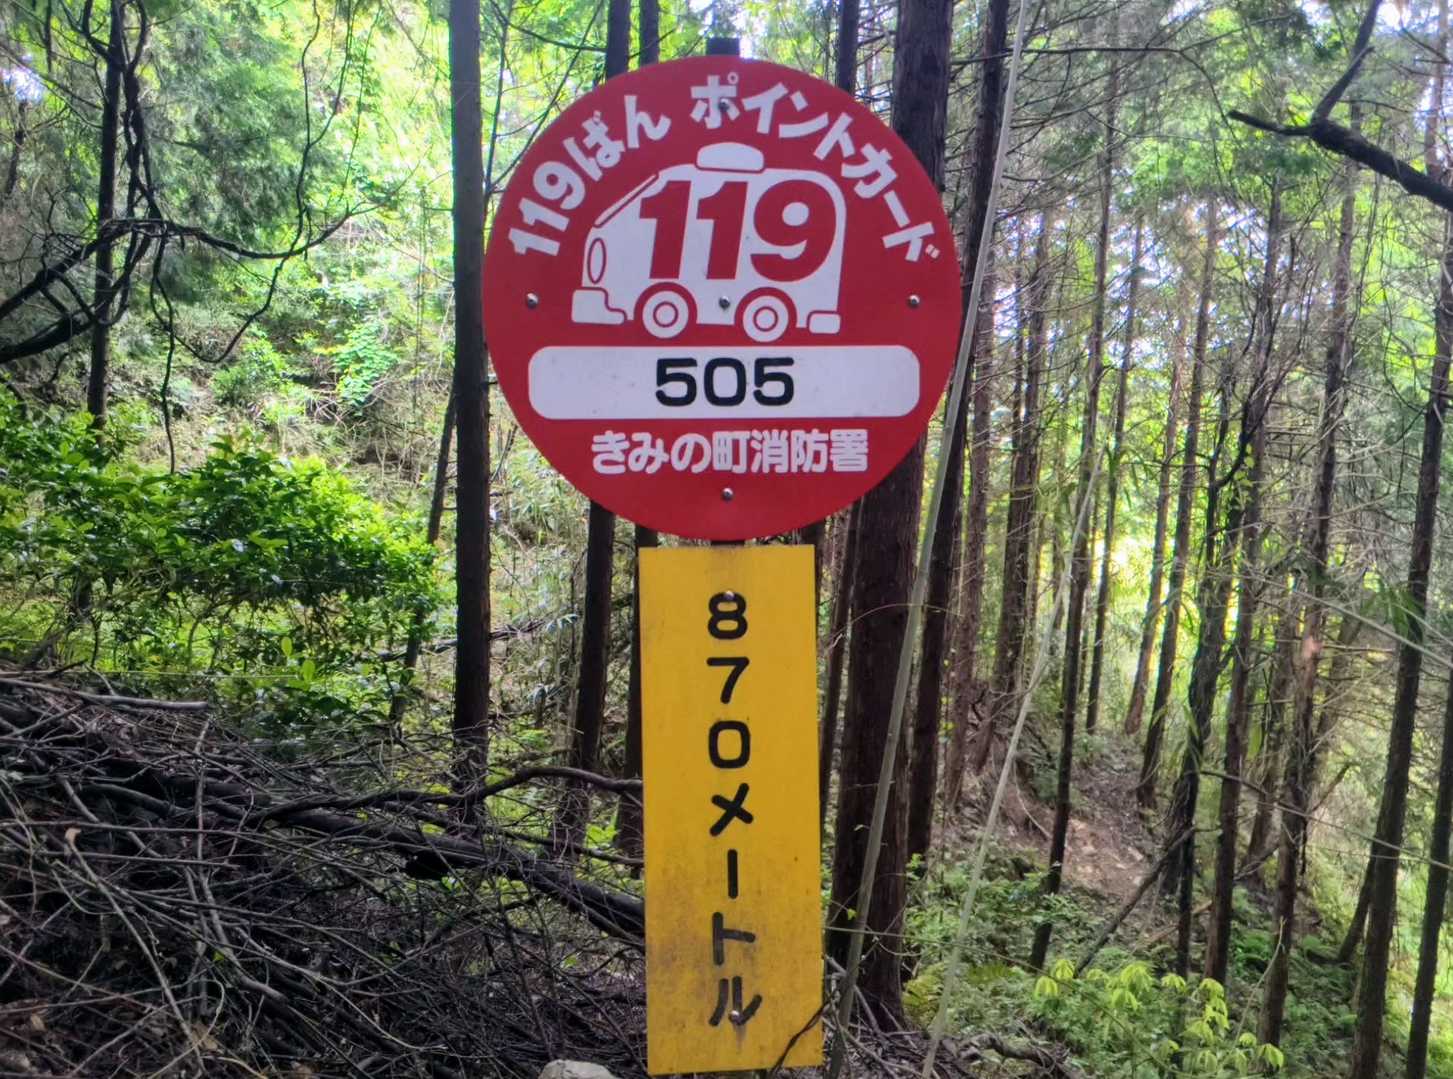 119ばん ポイントカード
119
505
きみの町消防署
870メートル